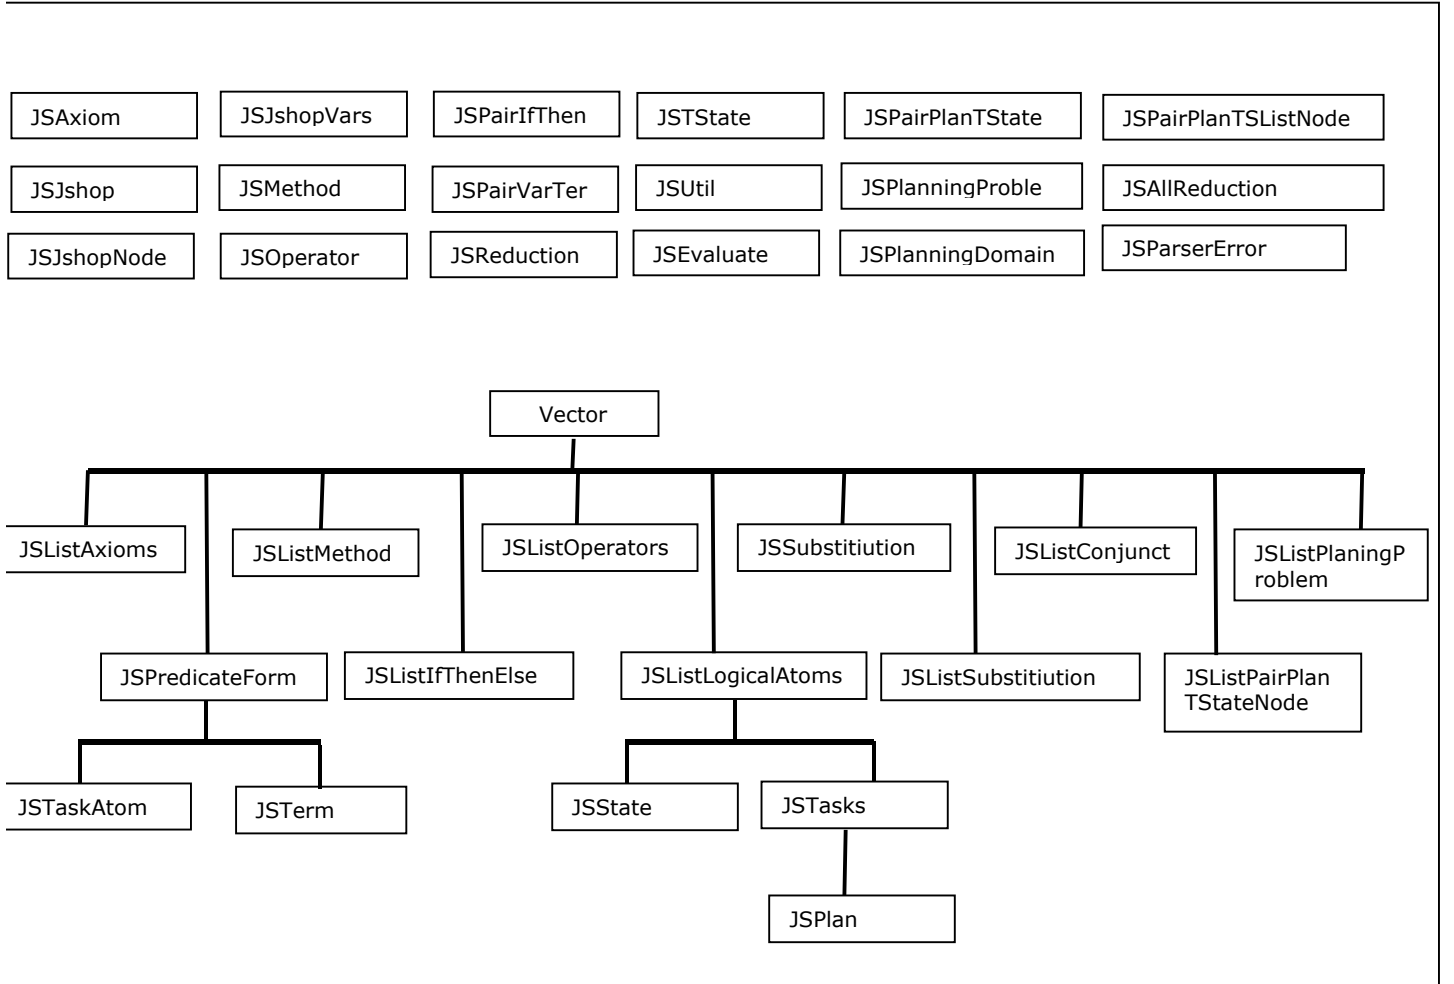 JSAxiom
JSJshopVars
JSPairIfThen
JSTState
JSPairPlanTState
JSPairPlanTSListNode
JSJshop
JSMethod
JSPairVarTer
JSUtil
JSPlanningProble
JSAllReduction
JSJshopNode
JSOperator
JSReduction
JSEvaluate
JSPlanningDomain
JSParserError
Vector
JSListAxioms
JSListMethod
JSListOperators
JSSubstitiution
JSListConjunct
JSListPlaningP
roblem
JSPredicateForm
JSListIfThenElse
JSListLogicalAtoms
JSListSubstitiution
JSListPairPlan
TStateNode
JSTaskAtom
JSTerm
JSState
JSTasks
JSPlan